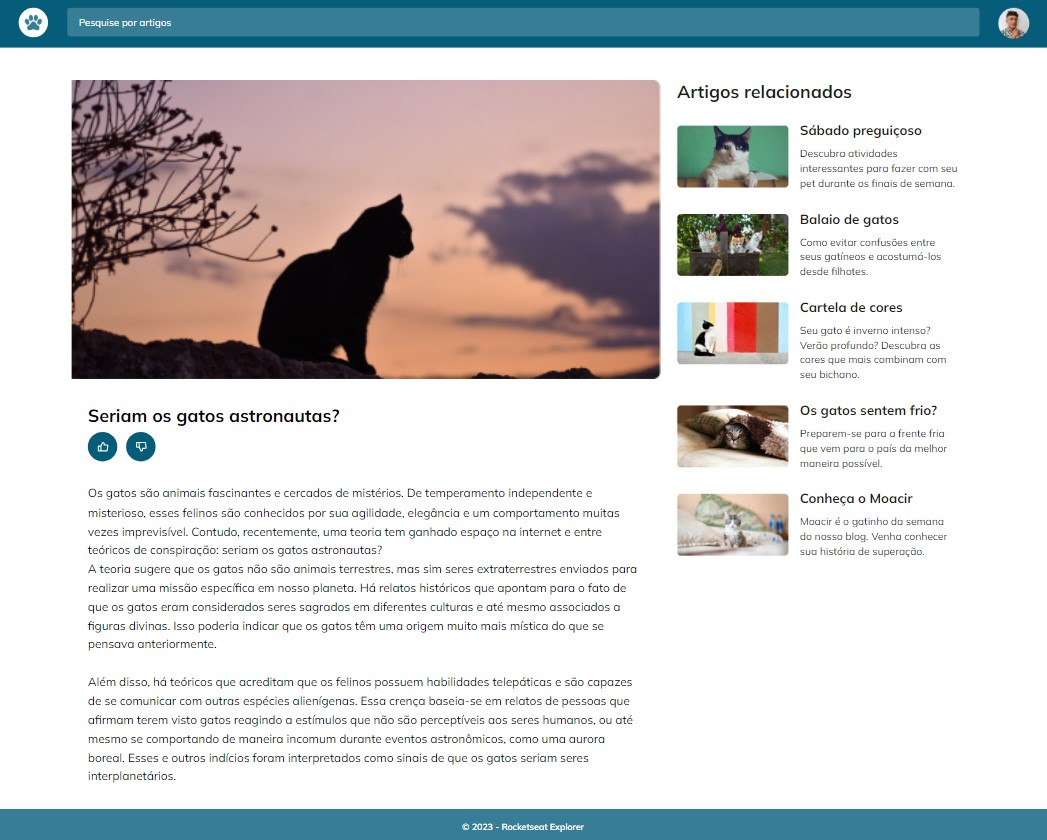 Pesquise por artigos
Seriam os gatos astronautas?
Os gatos são animais fascinantes e cercados de mistérios. De temperamento independente e
misterioso, esses felinos são conhecidos por sua agilidade, elegância e um comportamento muitas
vezes imprevisível. Contudo, recentemente, uma teoria tem ganhado espaço na internet e entre
teóricos de conspiração: seriam os gatos astronautas?
A teoria sugere que os gatos não são animais terrestres, mas sim seres extraterrestres enviados para
realizar uma missão específica em nosso planeta. Há relatos históricos que apontam para o fato de
que os gatos eram considerados seres sagrados em diferentes culturas e até mesmo associados a
figuras divinas. Isso poderia indicar que os gatos têm uma origem muito mais mística do que se
pensava anteriormente.
Além disso, há teóricos que acreditam que os felinos possuem habilidades telepáticas e são capazes
de se comunicar com outras espécies alienígenas. Essa crença baseia-se em relatos de pessoas que
afirmam terem visto gatos reagindo a estímulos que não são perceptíveis aos seres humanos, ou até
mesmo se comportando de maneira incomum durante eventos astronômicos, como uma aurora
boreal. Esses e outros indícios foram interpretados como sinais de que os gatos seriam seres
interplanetários.
Artigos relacionados
Sábado preguiçoso
Descubra atividades
interessantes para fazer com seu
pet durante os finais de semana.
Balaio de gatos
Como evitar confusões entre
seus gatíneos e acostumá-los
desde filhotes.
Cartela de cores
Seu gato é inverno intenso?
Verão profundo? Descubra as
cores que mais combinam com
seu bichano.
Os gatos sentem frio?
Preparem-se para a frente fria
que vem para o país da melhor
maneira possível.
Conheça o Moacir
Moacir é o gatinho da semana
do nosso blog. Venha conhecer
sua história de superação.
© 2023 - Rocketseat Explorer